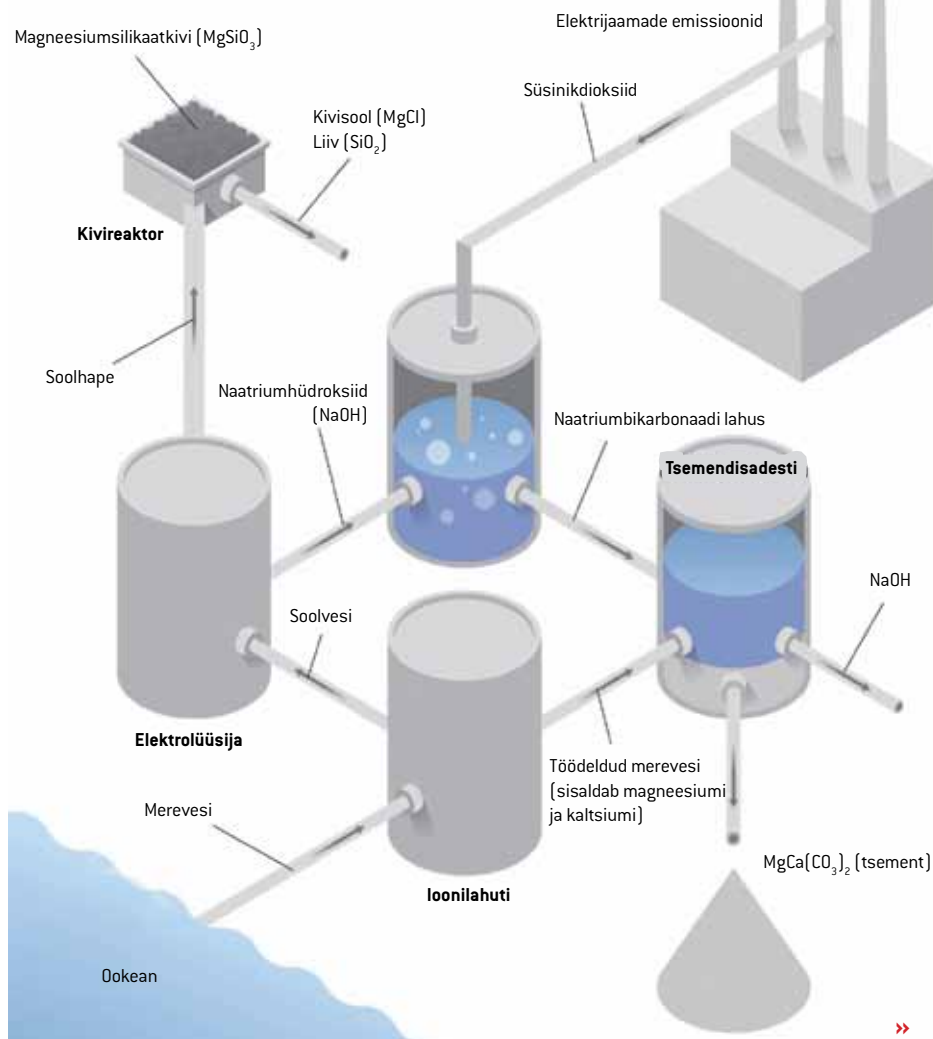 Elektrijaamade emissioonid
Magneesiumsilikaatkivi (MgSiO₃)
Süsinikdioksiid
Kivisool (MgCl)
Liiv (SiO₂)
Kivireaktor
Soolhape
Naatriumhüdroksiid
(NaOH)
Naatriumbikarbonaadi lahus
Tsemendisadesti
NaOH
Soolvesi
Elektrolüüsija
Töödeldud merevesi
(sisaldab magneesiumi
ja kaltsiumi)
Merevesi
MgCa(CO₃)₂ (tsement)
Ioonilahuti
Ookean
»